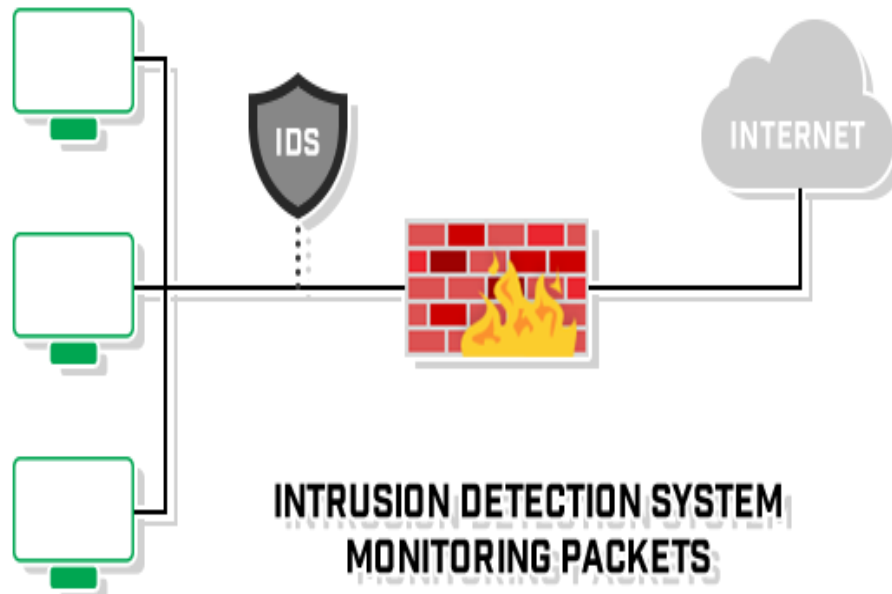 IDS
INTERNET
INTRUSION DETECTION SYSTEM
MONITORING PACKETS